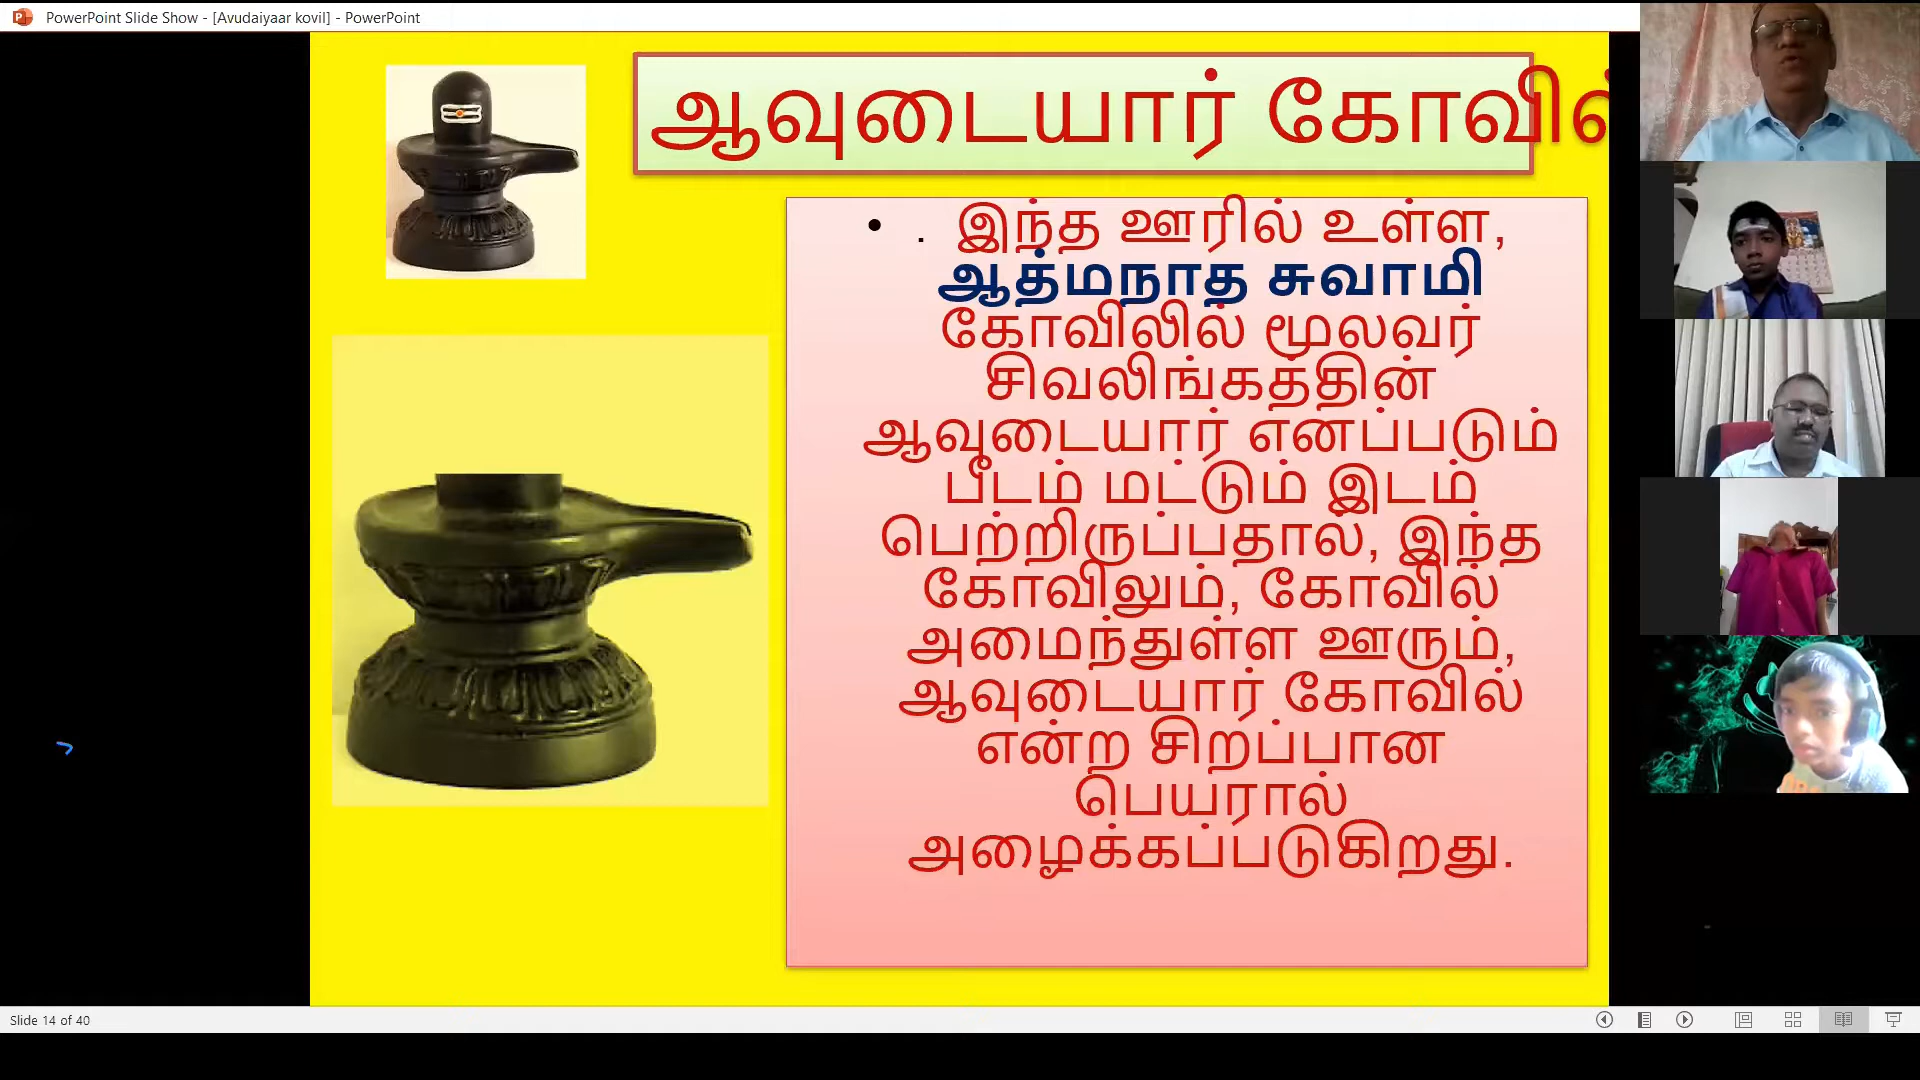 PowerPoint Slide Show - [Avudaiyaar kovil] - PowerPoint
ஆவுடையார் கோவில்
• . இந்த ஊரில் உள்ள,
ஆத்மநாத சுவாமி
கோவிலில் மூலவர்
சிவலிங்கத்தின்
ஆவுடையார் எனப்படும்
பீடம் மட்டும் இடம்
பெற்றிருப்பதால், இந்த
கோவிலும், கோவில்
அமைந்துள்ள ஊரும்,
ஆவுடையார் கோவில்
என்ற சிறப்பான
பெயரால்
அழைக்கப்படுகிறது.
Slide 14 of 40